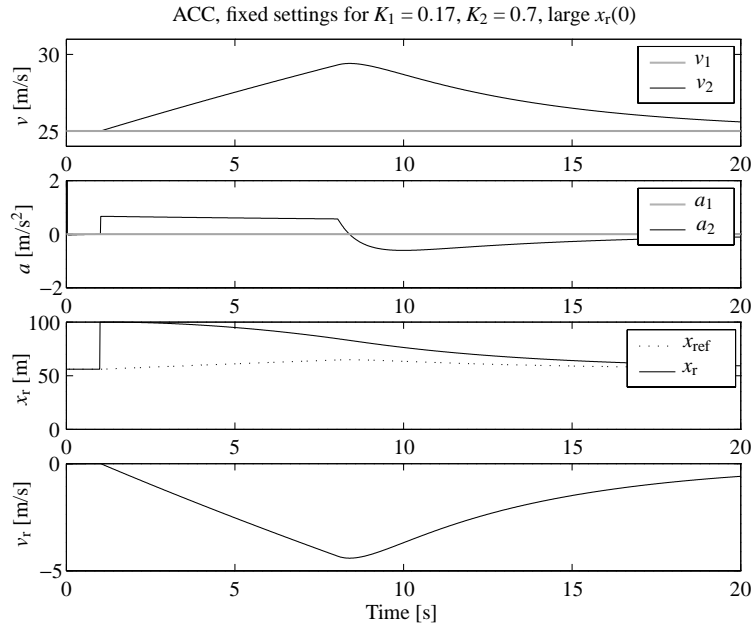 ACC, fixed settings for K₁ = 0.17, K₂ = 0.7, large xᵣ(0)
30
25
v [m/s]
v₁
v₂
0 5 10 15 20
2
0
−2
a [m/s²]
a₁
a₂
0 5 10 15 20
100
50
0
xᵣ [m]
x_ref
xᵣ
0 5 10 15 20
0
−5
vᵣ [m/s]
0 5 10 15 20
Time [s]